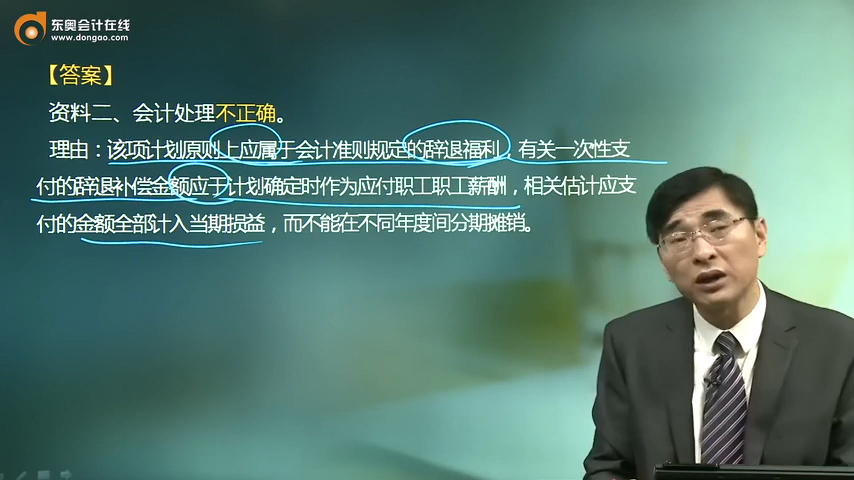 东奥会计在线
www.dongao.com
【答案】
资料二、会计处理不正确。
理由：该项计划原则上应属于会计准则规定的辞退福利，有关一次性支
付的辞退补偿金额应于计划确定时作为应付职工职工薪酬，相关估计应支
付的金额全部计入当期损益，而不能在不同年度间分期摊销。